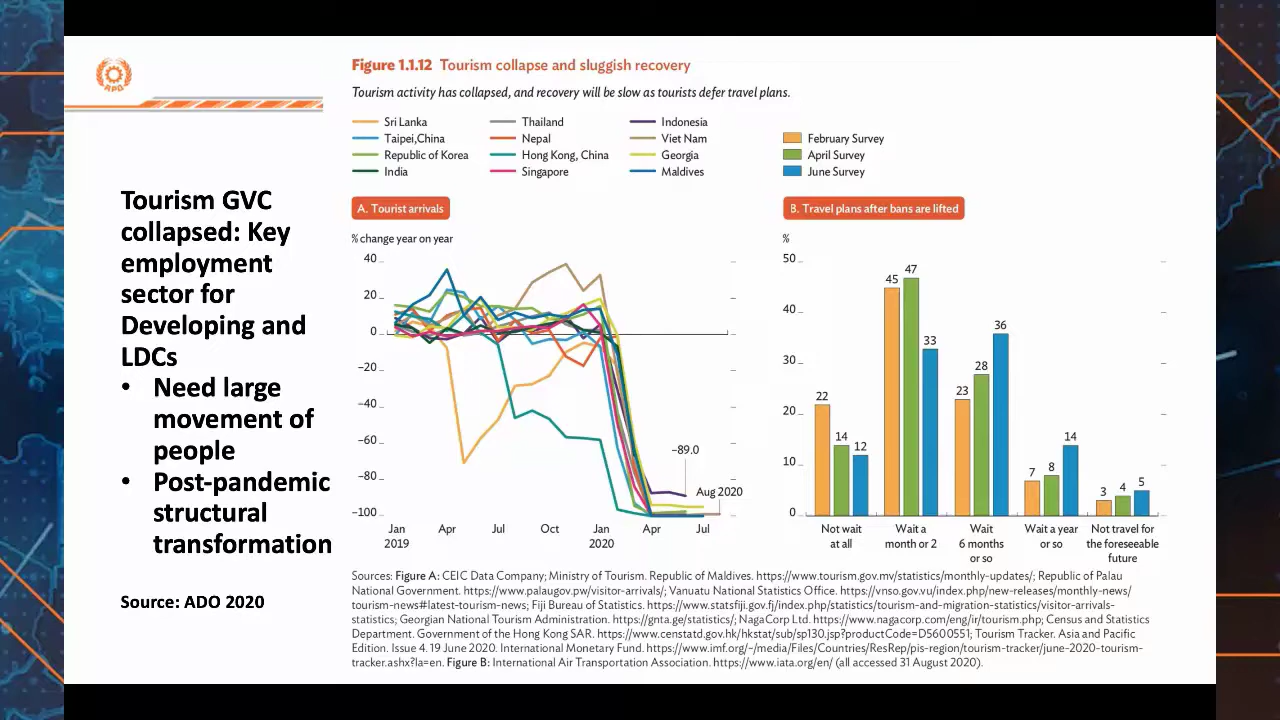 RPD
Figure 1.1.12 Tourism collapse and sluggish recovery
Tourism activity has collapsed, and recovery will be slow as tourists defer travel plans.
Sri Lanka
Taipei,China
Republic of Korea
India
Thailand
Nepal
Hong Kong, China
Singapore
Indonesia
Viet Nam
Georgia
Maldives
February Survey
April Survey
June Survey
Tourism GVC
collapsed: Key
employment
sector for
Developing and
LDCs
• Need large
movement of
people
• Post-pandemic
structural
transformation
Source: ADO 2020
A. Tourist arrivals
% change year on year
40
20
0
−20
−40
−60
−80
−100
−89.0
Aug 2020
Jan Apr Jul Oct Jan Apr Jul
2019 2020
B. Travel plans after bans are lifted
%
50
40
30
20
10
0
22 14 12
45 47 33
23 28 36
7 8 14
3 4 5
Not wait
at all
Wait a
month or 2
Wait
6 months
or so
Wait a year
or so
Not travel for
the foreseeable
future
Sources: Figure A: CEIC Data Company; Ministry of Tourism. Republic of Maldives. https://www.tourism.gov.mv/statistics/monthly-updates/; Republic of Palau
National Government. https://www.palaugov.pw/visitor-arrivals/; Vanuatu National Statistics Office. https://vnso.gov.vu/index.php/new-releases/monthly-news/
tourism-news#latest-tourism-news; Fiji Bureau of Statistics. https://www.statsfiji.gov.fj/index.php/statistics/tourism-and-migration-statistics/visitor-arrivals-
statistics; Georgian National Tourism Administration. https://gnta.ge/statistics/; NagaCorp Ltd. https://www.nagacorp.com/eng/ir/tourism.php; Census and Statistics
Department. Government of the Hong Kong SAR. https://www.censtatd.gov.hk/hkstat/sub/sp130.jsp?productCode=D5600551; Tourism Tracker. Asia and Pacific
Edition. Issue 4. 19 June 2020. International Monetary Fund. https://www.imf.org/~/media/Files/Countries/ResRep/pis-region/tourism-tracker/june-2020-tourism-
tracker.ashx?la=en. Figure B: International Air Transportation Association. https://www.iata.org/en/ (all accessed 31 August 2020).